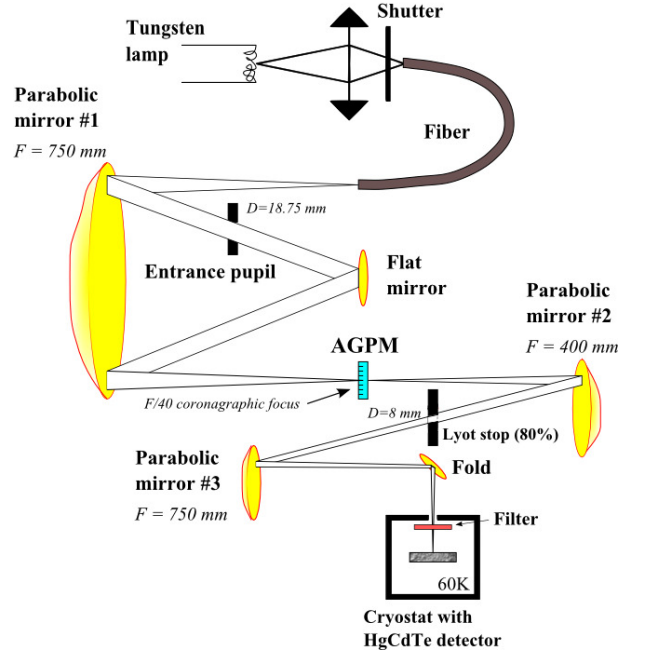 Tungsten
lamp
Shutter
Parabolic
mirror #1
F = 750 mm
Fiber
D=18.75 mm
Entrance pupil
Flat
mirror
Parabolic
mirror #2
F = 400 mm
AGPM
F/40 coronagraphic focus
D=8 mm
Lyot stop (80%)
Parabolic
mirror #3
F = 750 mm
Fold
Filter
60K
Cryostat with
HgCdTe detector